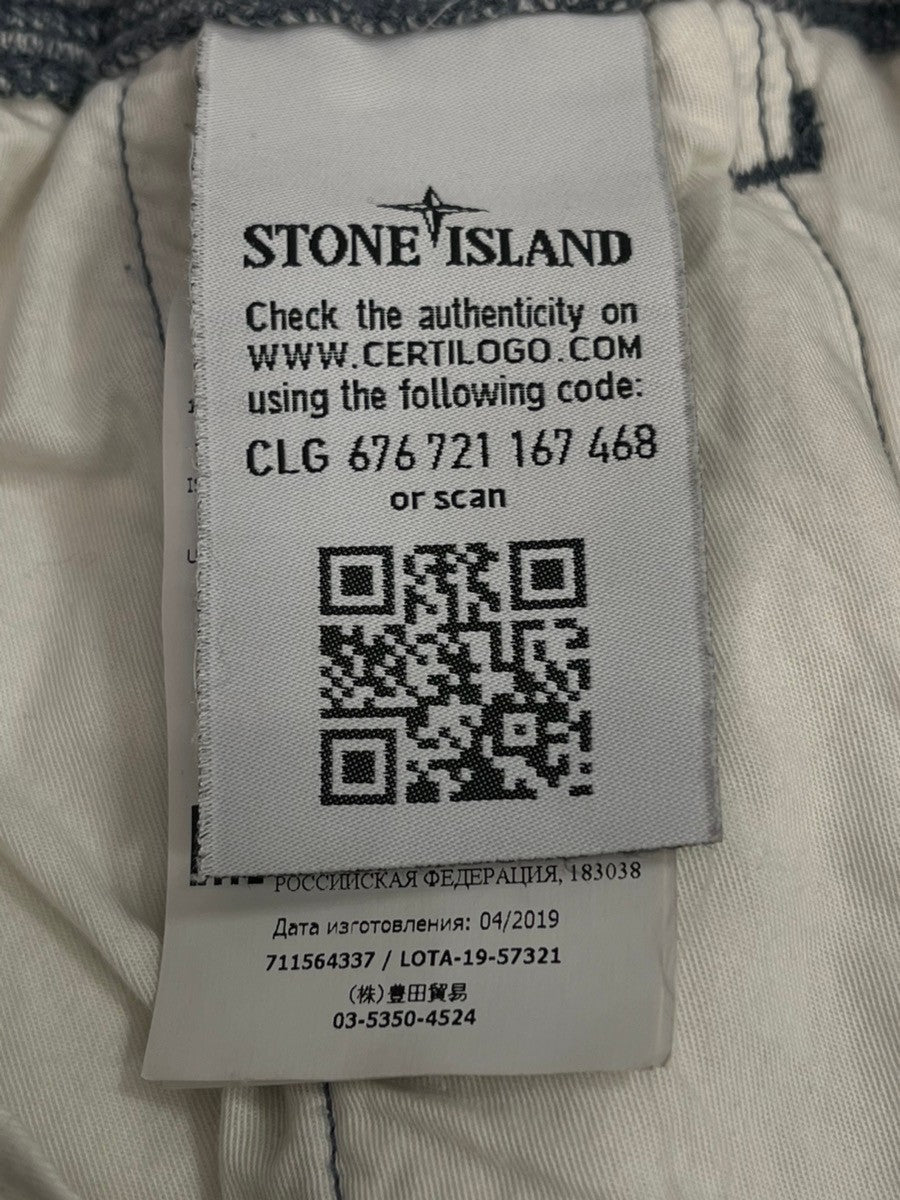 STONE ISLAND
Check the authenticity on
WWW.CERTILOGO.COM
using the following code:
CLG 676 721 167 468
or scan
РОССИЙСКАЯ ФЕДЕРАЦИЯ, 183038
Дата изготовления: 04/2019
711564337 / LOTA-19-57321
(株)豊田貿易
03-5350-4524